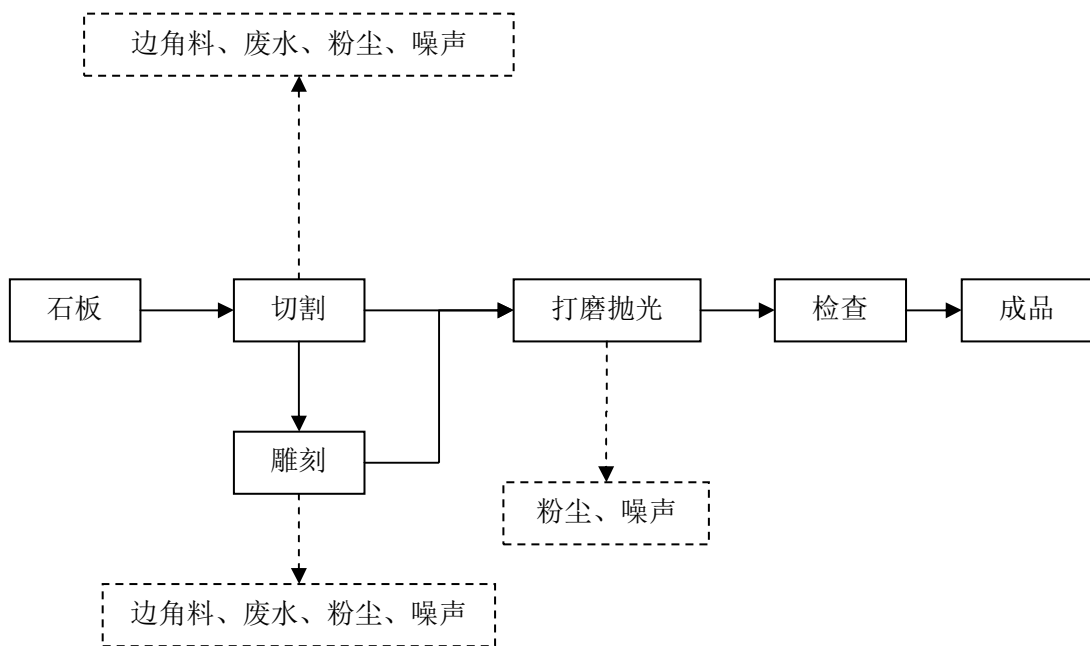 边角料、废水、粉尘、噪声
石板
切割
打磨抛光
检查
成品
雕刻
粉尘、噪声
边角料、废水、粉尘、噪声